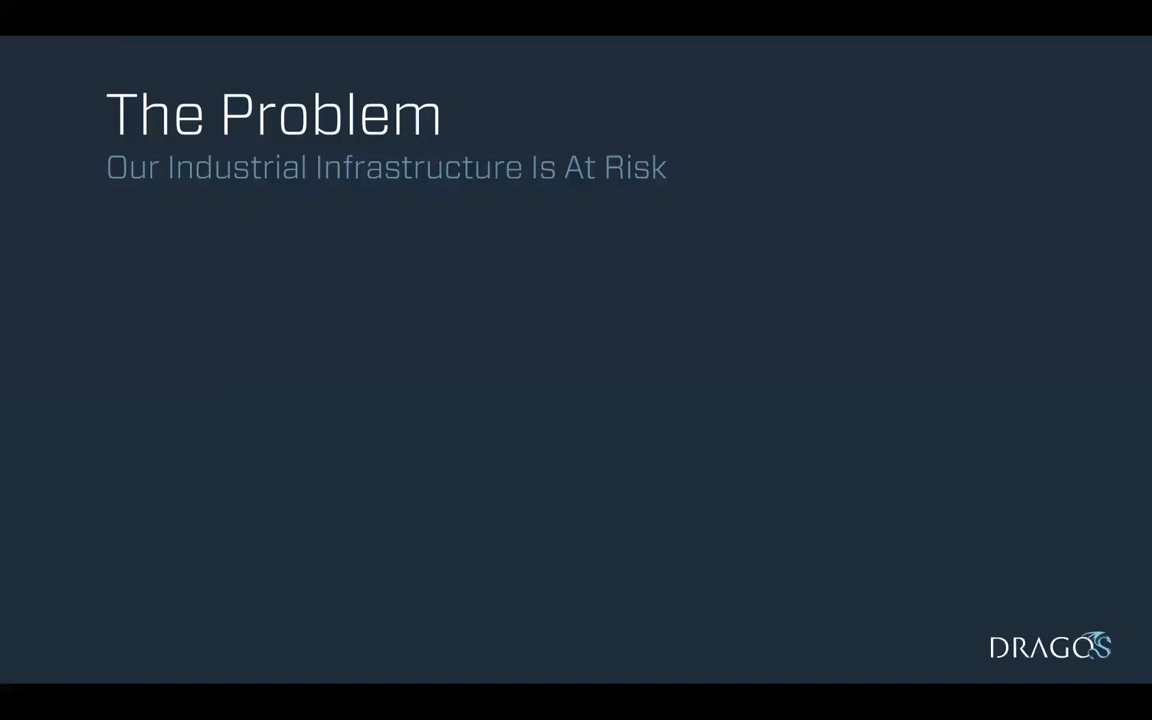 The Problem
Our Industrial Infrastructure Is At Risk
DRAGOS